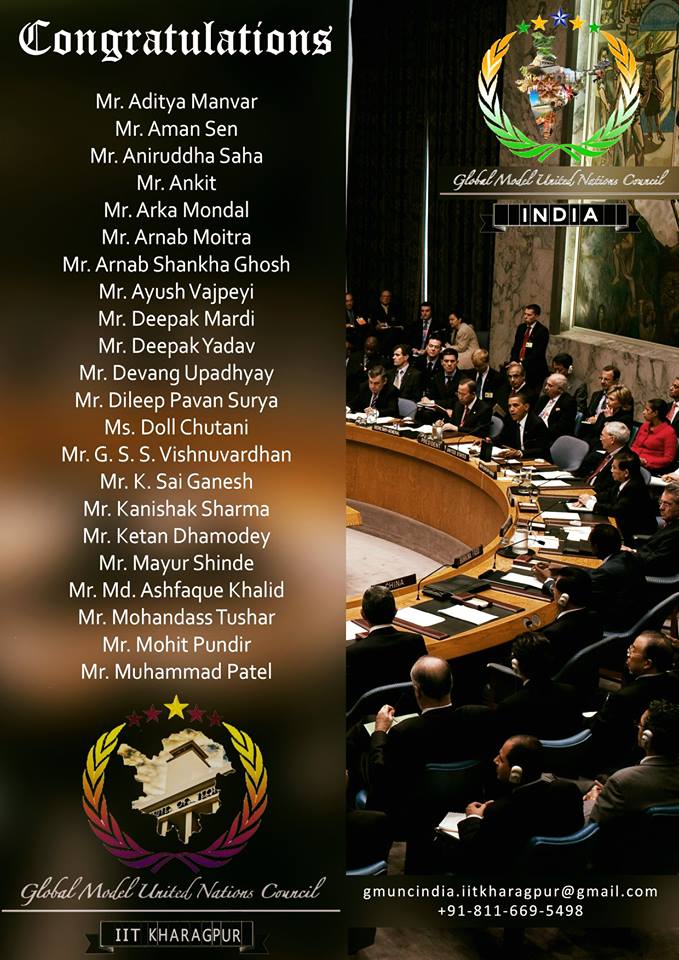 Congratulations
Mr. Aditya Manvar
Mr. Aman Sen
Mr. Aniruddha Saha
Mr. Ankit
Mr. Arka Mondal
Mr. Arnab Moitra
Mr. Arnab Shankha Ghosh
Mr. Ayush Vajpeyi
Mr. Deepak Mardi
Mr. Deepak Yadav
Mr. Devang Upadhyay
Mr. Dileep Pavan Surya
Ms. Doll Chutani
Mr. G. S. S. Vishnuvardhan
Mr. K. Sai Ganesh
Mr. Kanishak Sharma
Mr. Ketan Dhamodey
Mr. Mayur Shinde
Mr. Md. Ashfaque Khalid
Mr. Mohandass Tushar
Mr. Mohit Pundir
Mr. Muhammad Patel
Global Model United Nations Council
IIT KHARAGPUR
Global Model United Nations Council
INDIA
PRESIDENT
UNITED STATES
CHINA
gmuncindia.iitkharagpur@gmail.com
+91-811-669-5498